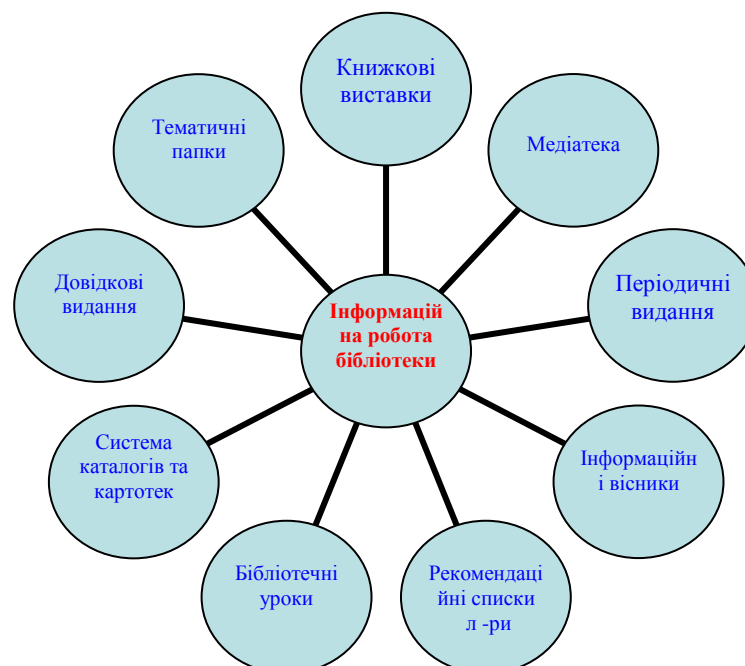 Книжкові
виставки
Тематичні
папки
Медіатека
Довідкові
видання
Періодичні
видання
Інформацій
на робота
бібліотеки
Система
каталогів та
картотек
Інформаційн
і вісники
Бібліотечні
уроки
Рекомендаці
йні списки
л -ри